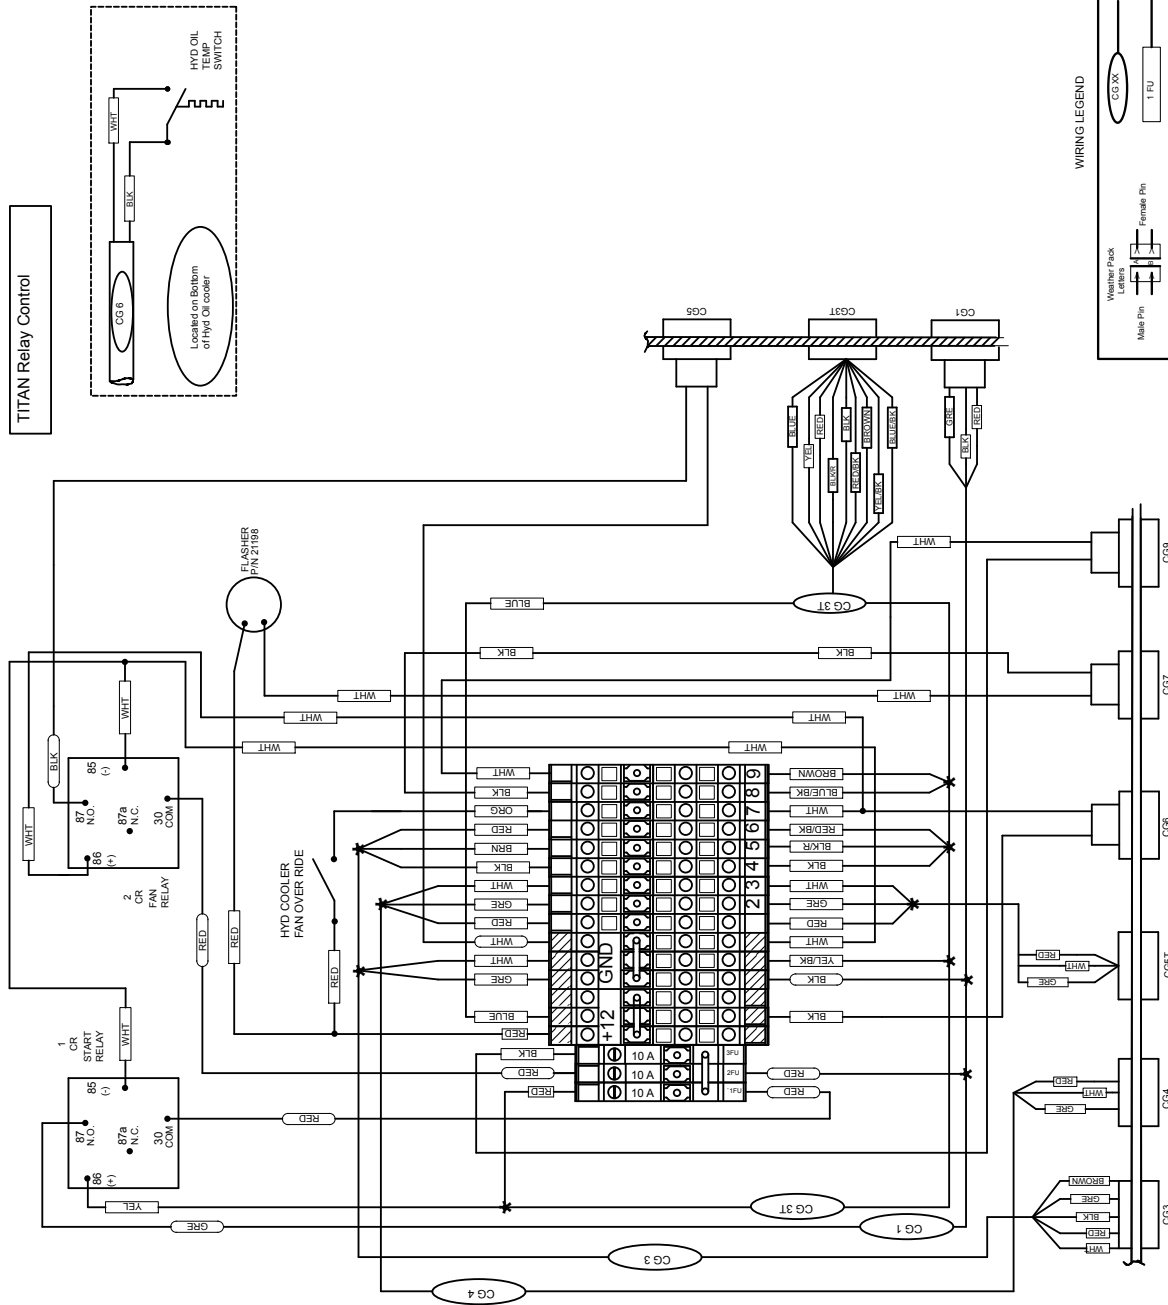 TITAN Relay Control
HYD OIL
TEMP
SWITCH
WHT
BLK
CG 6
Located on Bottom
of Hyd Oil cooler
WIRING LEGEND
CG XX
1 FU
Weather Pack
Letters
Male Pin
Female Pin
A
B
CG5
CG3T
CG1
BLUE
YEL
RED
BLK/R
BLK
RED/BK
BROWN
YEL/BK
BLUE/BK
GRE
BLK
RED
CG 3T
FLASHER
P/N 21198
WHT
WHT
BLK
85
(-)
87
N.O.
87a
N.C.
30
COM
86
(+)
2
CR
FAN
RELAY
RED
RED
HYD COOLER
FAN OVER RIDE
RED
1
CR
START
RELAY
WHT
85
(-)
87
N.O.
87a
N.C.
30
COM
86
(+)
RED
YEL
GRE
BLUE
BLK
BLK
WHT
WHT
WHT
WHT
WHT
WHT
WHT
WHT
BLK
ORG
RED
BRN
BLK
WHT
GRE
RED
WHT
WHT
GRE
BLUE
RED
BLK
RED
RED
GND
+12
10 A
10 A
10 A
3FU
2FU
1FU
9
8
7
6
5
4
3
2
BROWN
BLUE/BK
WHT
RED/BK
BLK/R
BLK
WHT
GRE
RED
WHT
YEL/BK
BLK
BLK
RED
RED
CG 3T
CG 1
CG 3
CG 4
CG9
CG7
CG6
CG5T
RED
WHT
GRE
CG4
RED
WHT
GRE
CG3
BROWN
GRE
BLK
RED
WHT